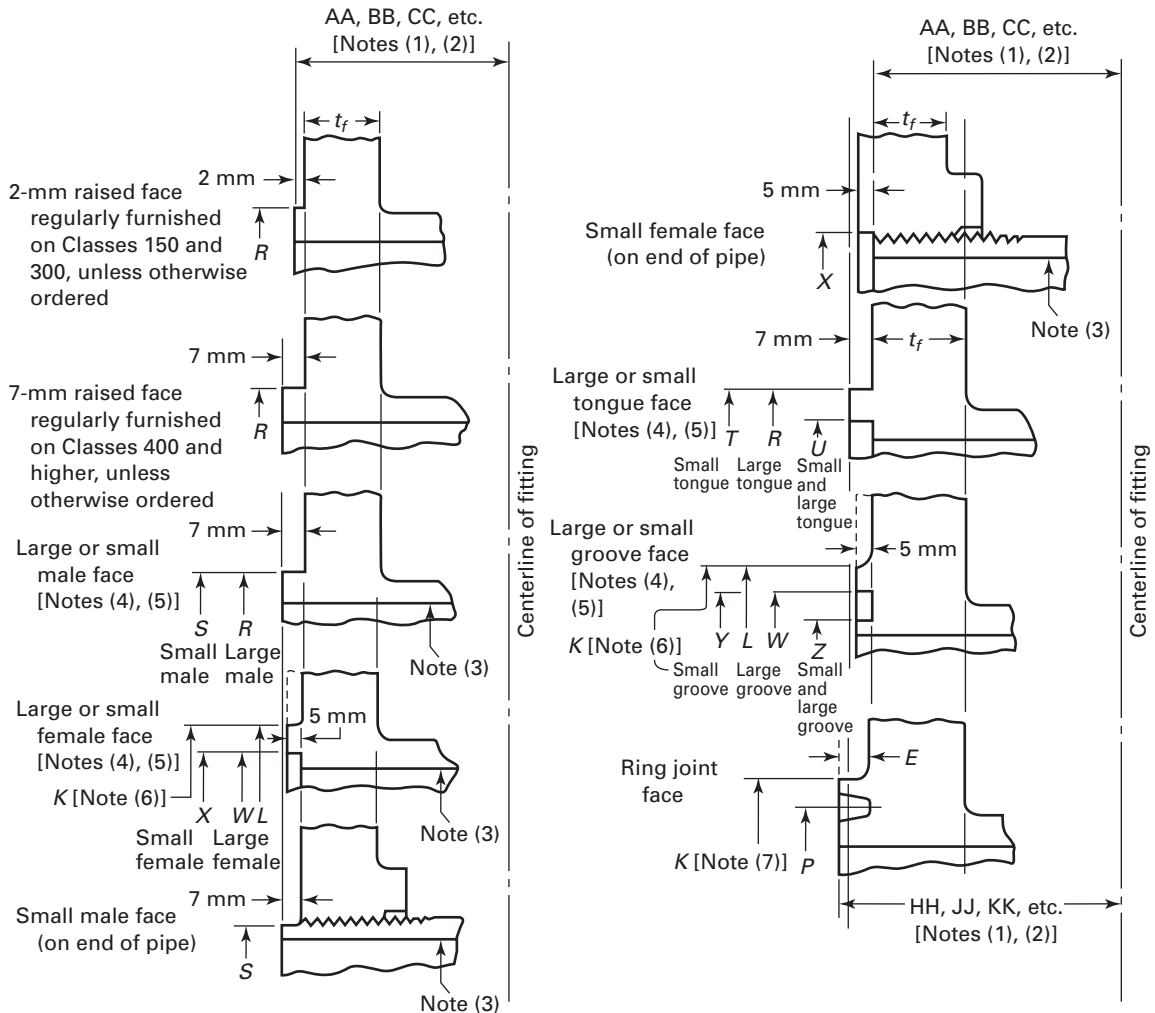 AA, BB, CC, etc.
[Notes (1), (2)]
tf
2 mm
2-mm raised face
regularly furnished
on Classes 150 and
300, unless otherwise
ordered
R
7 mm
7-mm raised face
regularly furnished
on Classes 400 and
higher, unless
otherwise ordered
R
7 mm
Large or small
male face
[Notes (4), (5)]
S R
Small Large
male male
Note (3)
Large or small
female face
[Notes (4), (5)]
5 mm
K [Note (6)]
X W L
Small Large
female female
Note (3)
7 mm
Small male face
(on end of pipe)
S
Note (3)
Centerline of fitting
AA, BB, CC, etc.
[Notes (1), (2)]
tf
5 mm
Small female face
(on end of pipe)
X
Note (3)
7 mm
tf
Large or small
tongue face
[Notes (4), (5)]
T R U
Small Large Small
tongue tongue and
large
tongue
Large or small
groove face
[Notes (4),
(5)]
5 mm
K [Note (6)]
Y L W Z
Small Large Small
groove groove and
large
groove
Ring joint
face
E
K [Note (7)]
P
HH, JJ, KK, etc.
[Notes (1), (2)]
Centerline of fitting